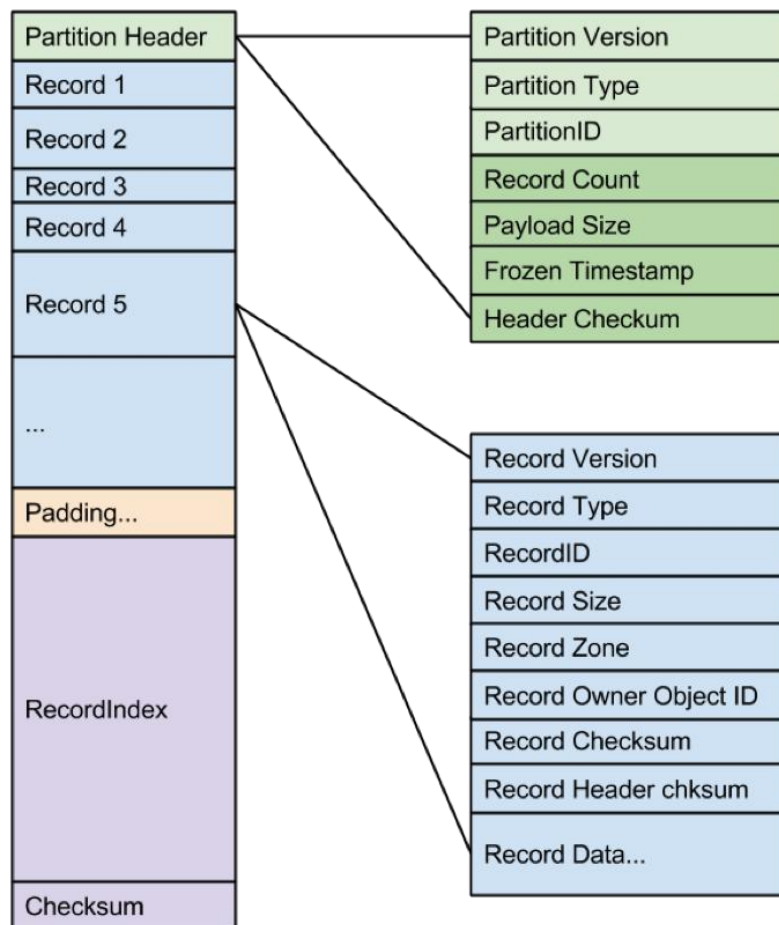 Partition Header
Record 1
Record 2
Record 3
Record 4
Record 5
...
Padding...
RecordIndex
Checksum
Partition Version
Partition Type
PartitionID
Record Count
Payload Size
Frozen Timestamp
Header Checkum
Record Version
Record Type
RecordID
Record Size
Record Zone
Record Owner Object ID
Record Checksum
Record Header chksum
Record Data...